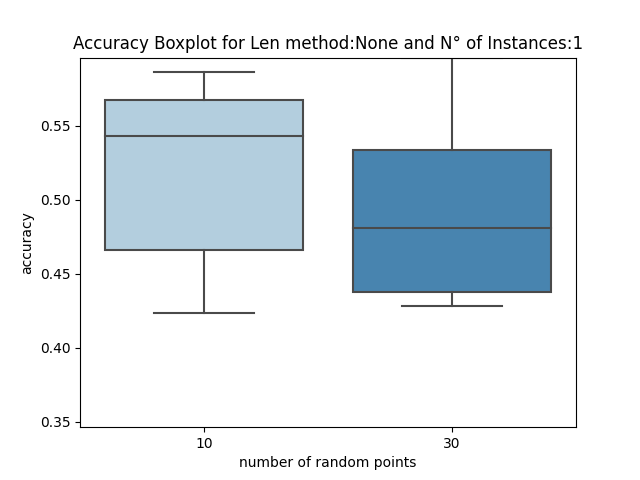 Accuracy Boxplot for Len method:None and N° of Instances:1
accuracy
0.55
0.50
0.45
0.40
0.35
10 30
number of random points